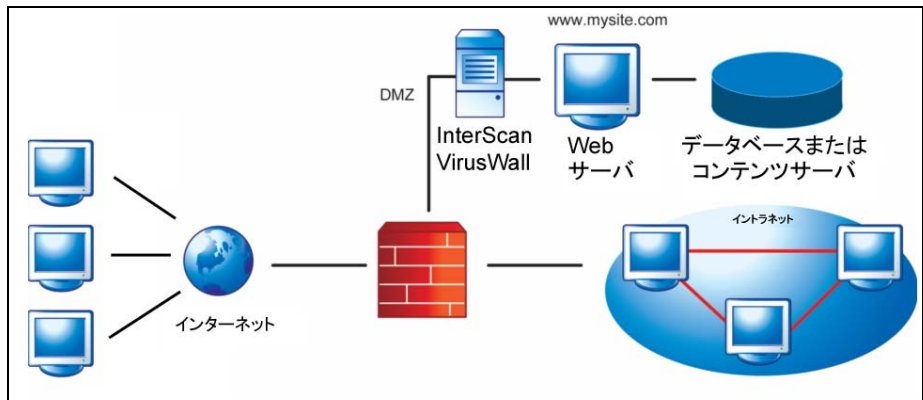 www.mysite.com
DMZ
InterScan
VirusWall
Web
サーバ
データベースまたは
コンテンツサーバ
イントラネット
インターネット